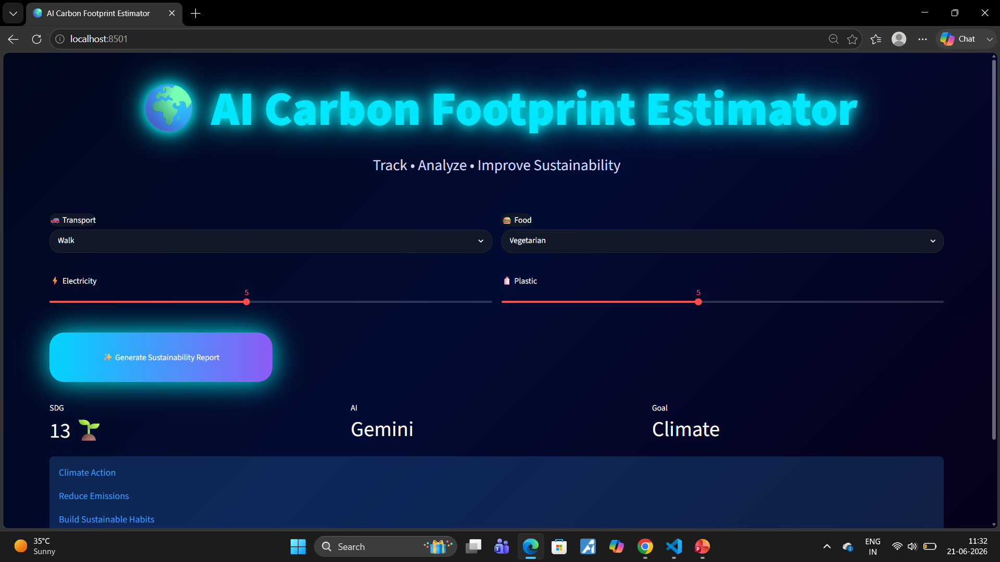 AI Carbon Footprint Estimator
localhost:8501
Chat
AI Carbon Footprint Estimator
Track • Analyze • Improve Sustainability
Transport
Food
Walk
Vegetarian
Electricity
Plastic
5
5
Generate Sustainability Report
SDG
AI
Goal
13
Gemini
Climate
Climate Action
Reduce Emissions
Build Sustainable Habits
35°C
Sunny
Search
ENG
IN
11:32
21-06-2026